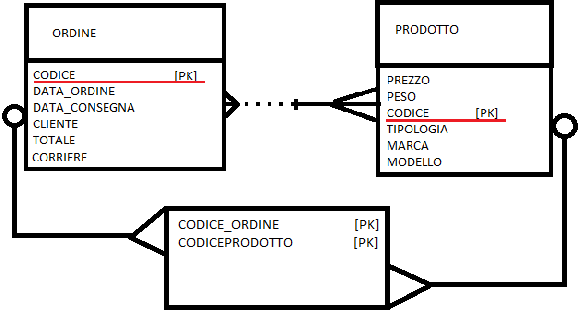 ORDINE
CODICE [PK]
DATA_ORDINE
DATA_CONSEGNA
CLIENTE
TOTALE
CORRIERE
PRODOTTO
PREZZO
PESO
CODICE [PK]
TIPOLOGIA
MARCA
MODELLO
CODICE_ORDINE [PK]
CODICEPRODOTTO [PK]